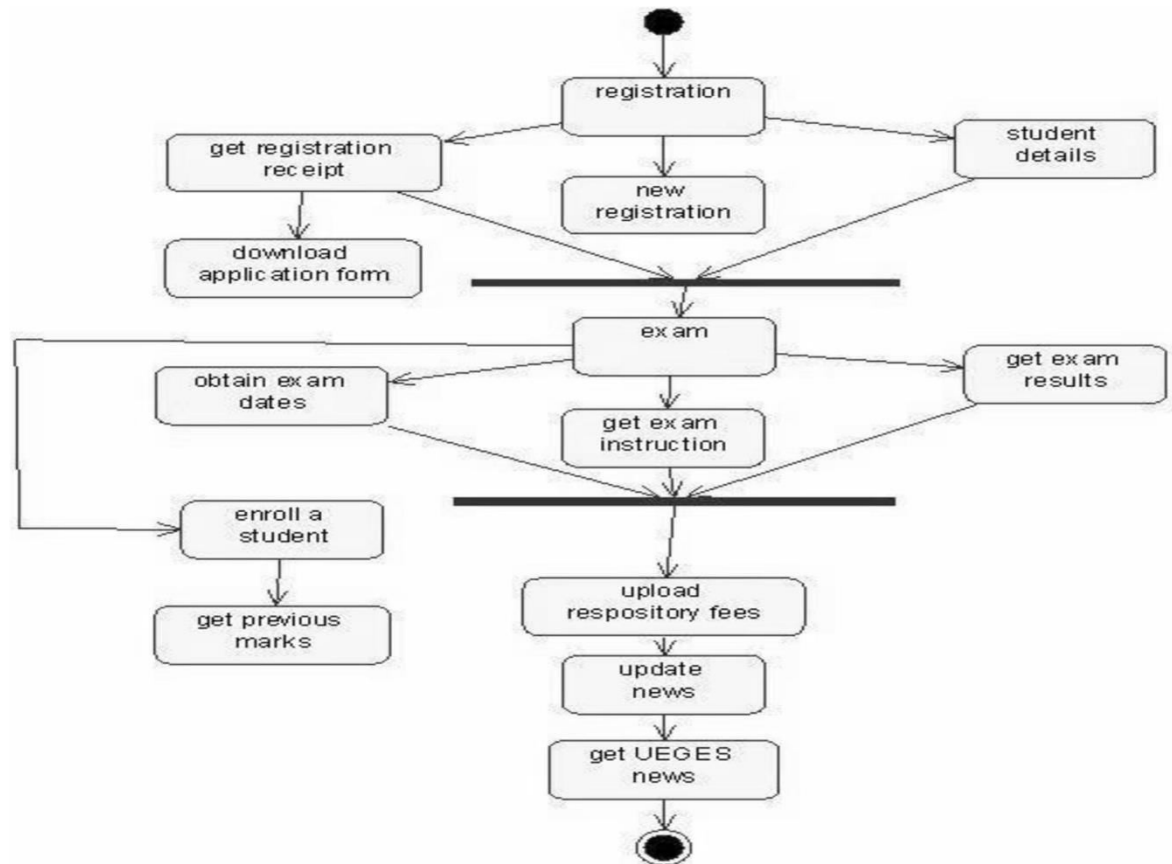 registration
get registration
receipt
new
registration
student
details
download
application form
exam
obtain exam
dates
get exam
instruction
get exam
results
enroll a
student
get previous
marks
upload
respository fees
update
news
get UEGES
news